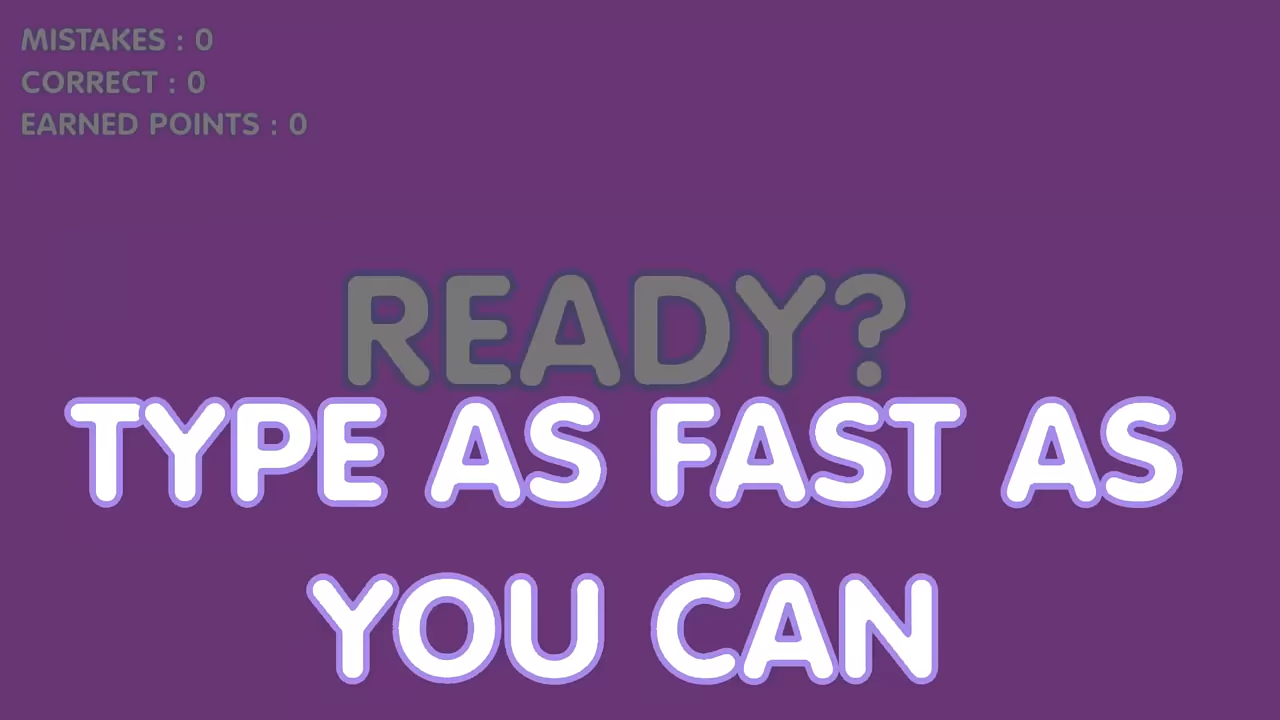 MISTAKES : 0
CORRECT : 0
EARNED POINTS : 0
READY?
TYPE AS FAST AS
YOU CAN